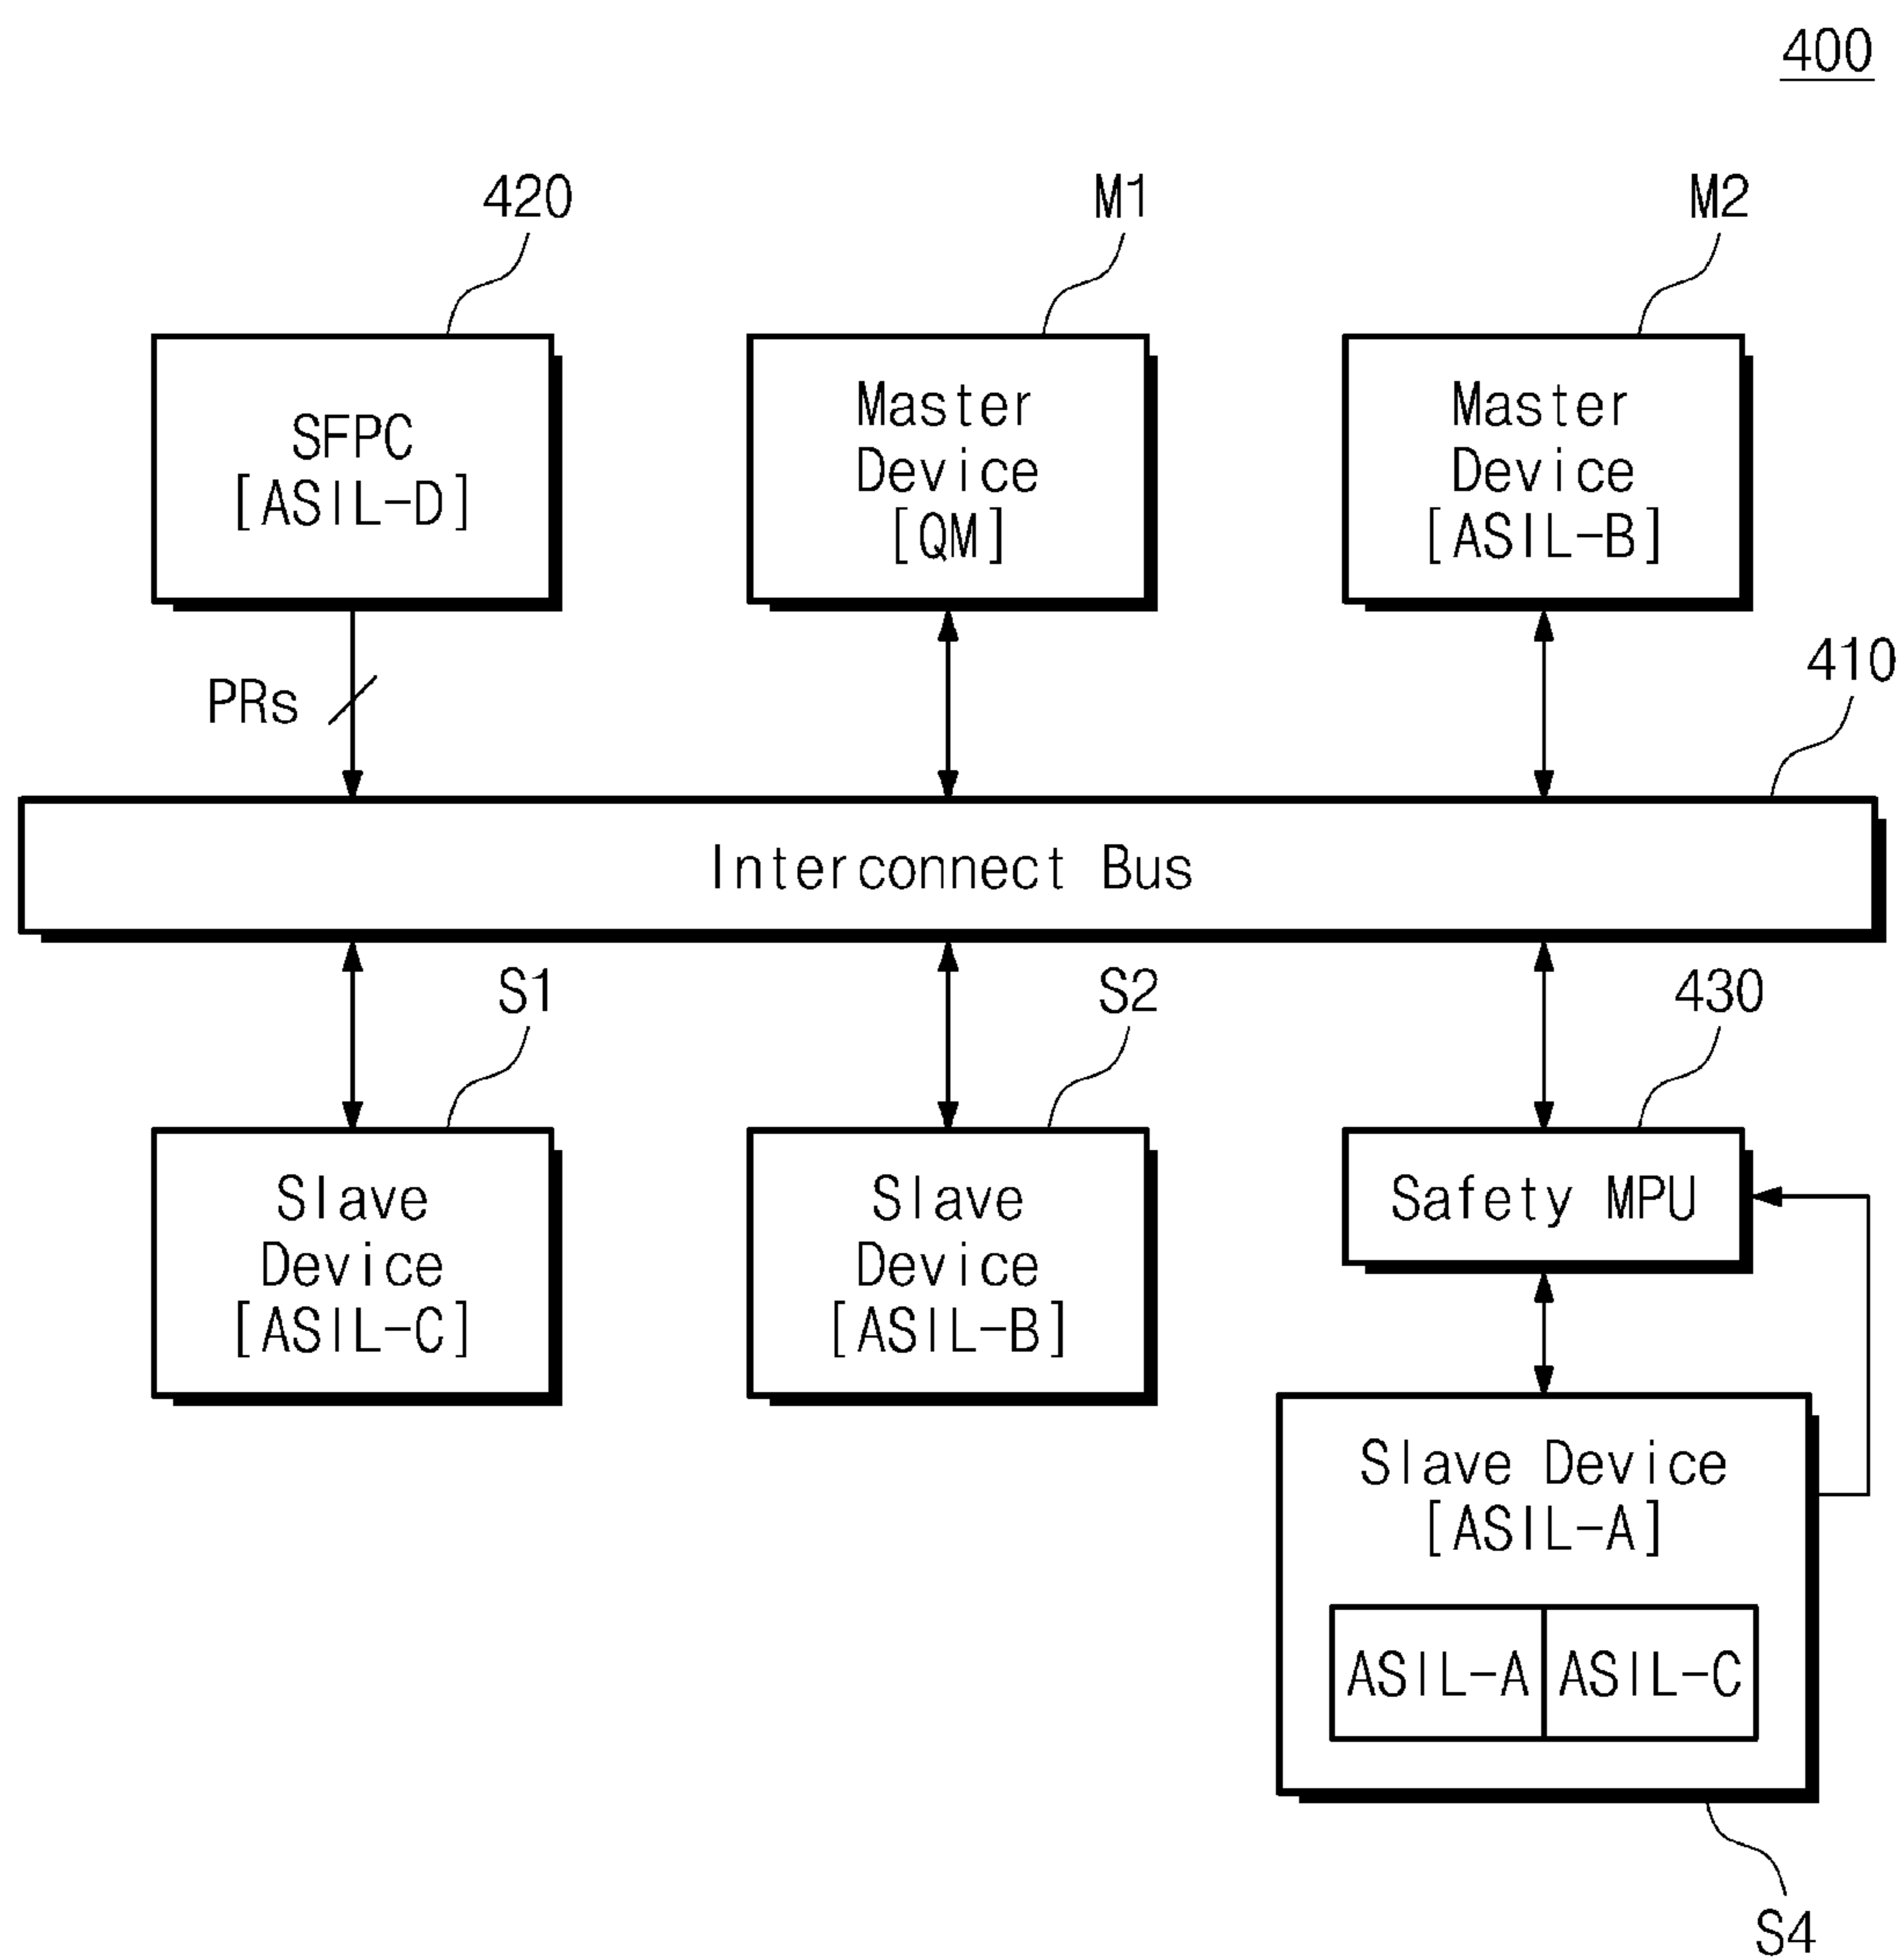 400
420
M1
M2
SFPC
[ASIL-D]
Master
Device
[QM]
Master
Device
[ASIL-B]
PRs
410
Interconnect Bus
S1
S2
430
Slave
Device
[ASIL-C]
Slave
Device
[ASIL-B]
Safety MPU
Slave Device
[ASIL-A]
ASIL-A
ASIL-C
S4